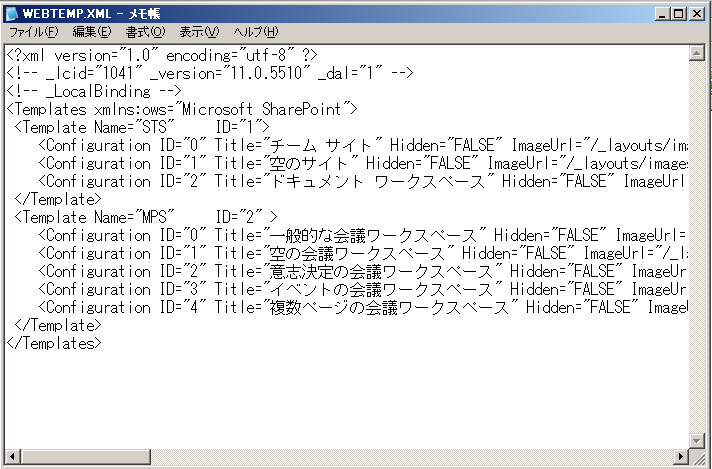 WEBTEMP.XML - メモ帳
ファイル(F) 編集(E) 書式(O) 表示(V) ヘルプ(H)
<?xml version="1.0" encoding="utf-8" ?>
<!-- _lcid="1041" _version="11.0.5510" _dal="1" -->
<!-- _LocalBinding -->
<Templates xmlns:ows="Microsoft SharePoint">
 <Template Name="STS"     ID="1">
    <Configuration ID="0" Title="チーム サイト" Hidden="FALSE" ImageUrl="/_layouts/ima
    <Configuration ID="1" Title="空のサイト" Hidden="FALSE" ImageUrl="/_layouts/images
    <Configuration ID="2" Title="ドキュメント ワークスペース" Hidden="FALSE" ImageUrl
 </Template>
 <Template Name="MPS"     ID="2" >
    <Configuration ID="0" Title="一般的な会議ワークスペース" Hidden="FALSE" ImageUrl=
    <Configuration ID="1" Title="空の会議ワークスペース" Hidden="FALSE" ImageUrl="/_la
    <Configuration ID="2" Title="意志決定の会議ワークスペース" Hidden="FALSE" ImageUr
    <Configuration ID="3" Title="イベントの会議ワークスペース" Hidden="FALSE" ImageUr
    <Configuration ID="4" Title="複数ページの会議ワークスペース" Hidden="FALSE" Image
 </Template>
</Templates>